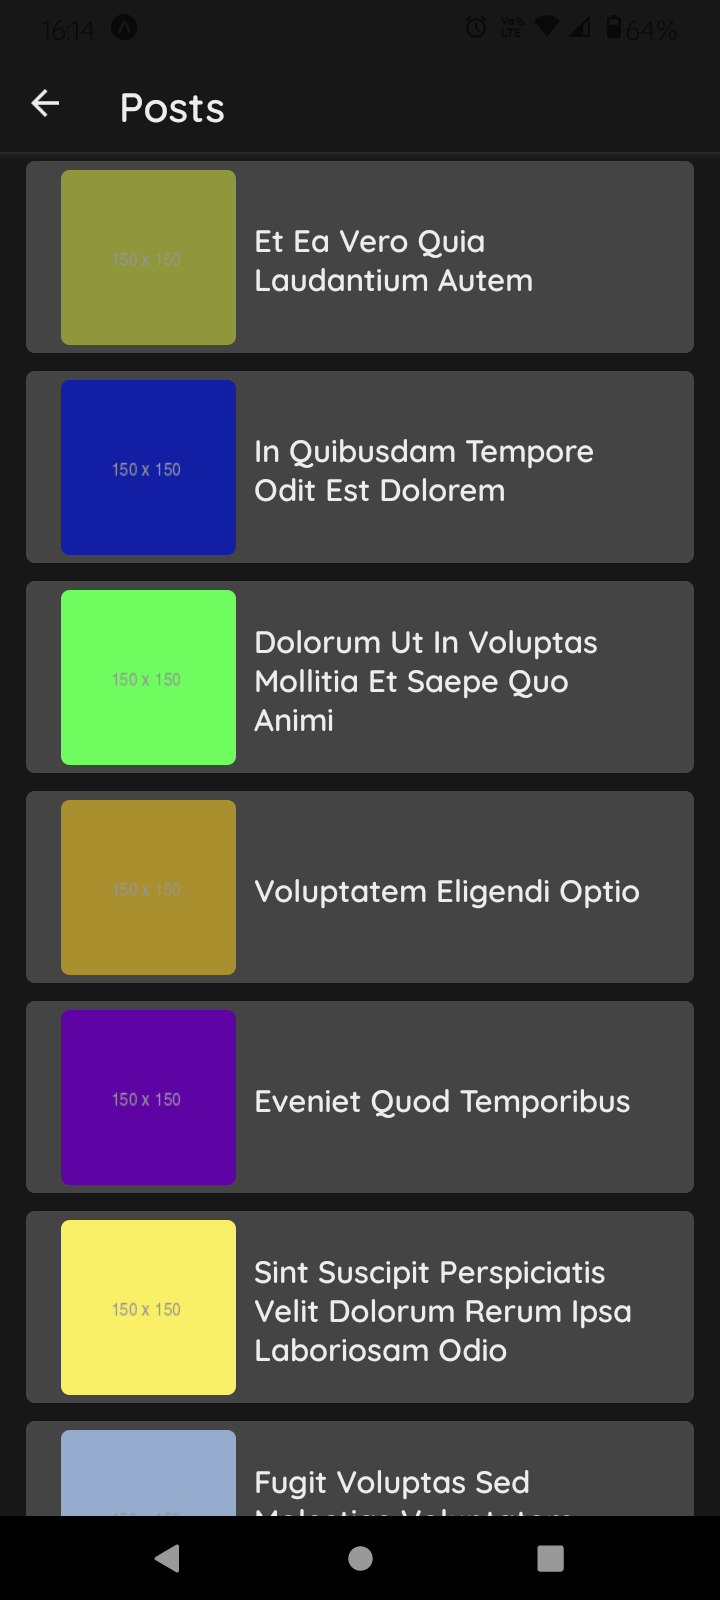 16:14
Vo LTE
64%
Posts
150 x 150
Et Ea Vero Quia
Laudantium Autem
150 x 150
In Quibusdam Tempore
Odit Est Dolorem
150 x 150
Dolorum Ut In Voluptas
Mollitia Et Saepe Quo
Animi
150 x 150
Voluptatem Eligendi Optio
150 x 150
Eveniet Quod Temporibus
150 x 150
Sint Suscipit Perspiciatis
Velit Dolorum Rerum Ipsa
Laboriosam Odio
Fugit Voluptas Sed